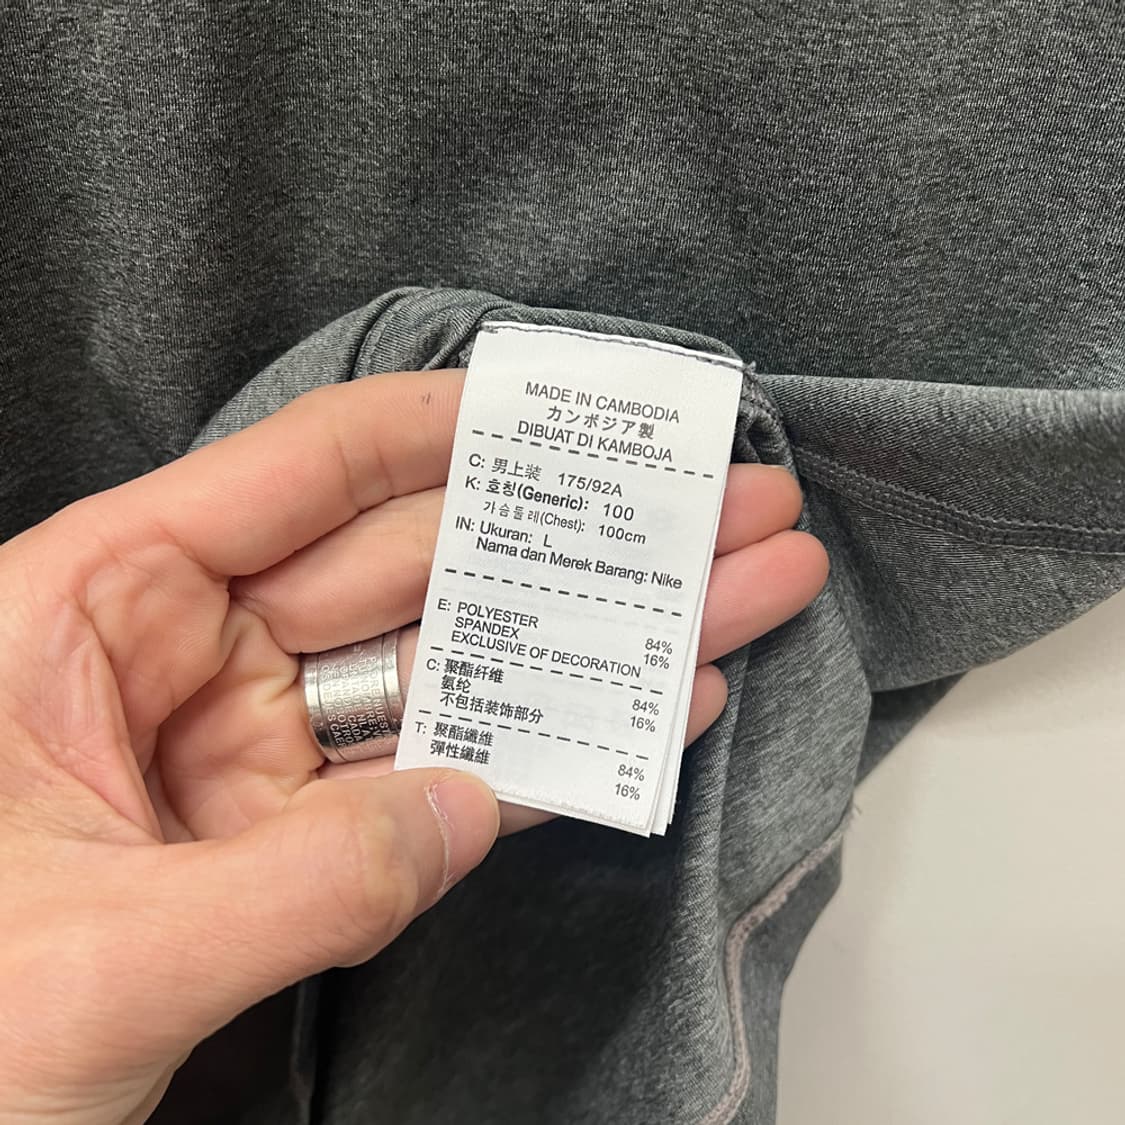 MADE IN CAMBODIA
カンボジア製
DIBUAT DI KAMBOJA
C: 男上装 175/92A
K: 호칭(Generic): 100
가슴둘레(Chest): 100cm
IN: Ukuran: L
Nama dan Merek Barang: Nike
E: POLYESTER 84%
SPANDEX 16%
EXCLUSIVE OF DECORATION
C: 聚酯纤维 84%
氨纶 16%
不包括装饰部分
T: 聚酯纖維 84%
彈性纖維 16%